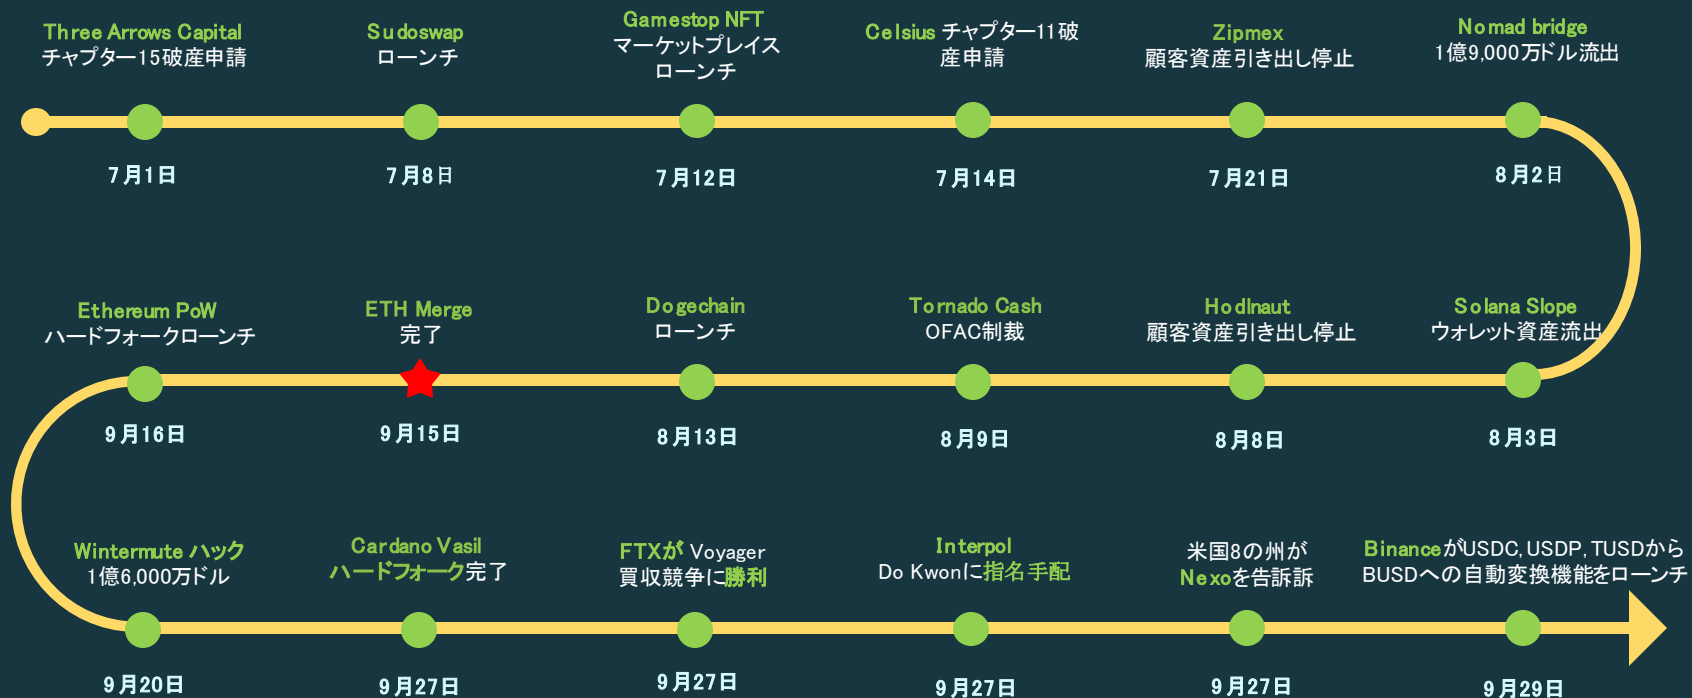 Three Arrows Capital
チャプター15破産申請
7月1日
Sudoswap
ローンチ
7月8日
Gamestop NFT
マーケットプレイス
ローンチ
7月12日
Celsius チャプター11破
産申請
7月14日
Zipmex
顧客資産引き出し停止
7月21日
Nomad bridge
1億9,000万ドル流出
8月2日
Solana Slope
ウォレット資産流出
8月3日
Hodlnaut
顧客資産引き出し停止
8月8日
Tornado Cash
OFAC制裁
8月9日
Dogechain
ローンチ
8月13日
ETH Merge
完了
9月15日
Ethereum PoW
ハードフォークローンチ
9月16日
Wintermute ハック
1億6,000万ドル
9月20日
Cardano Vasil
ハードフォーク完了
9月27日
FTXが Voyager
買収競争に勝利
9月27日
Interpol
Do Kwonに指名手配
9月27日
米国8の州が
Nexoを告訴訴
9月27日
BinanceがUSDC, USDP, TUSDから
BUSDへの自動変換機能をローンチ
9月29日